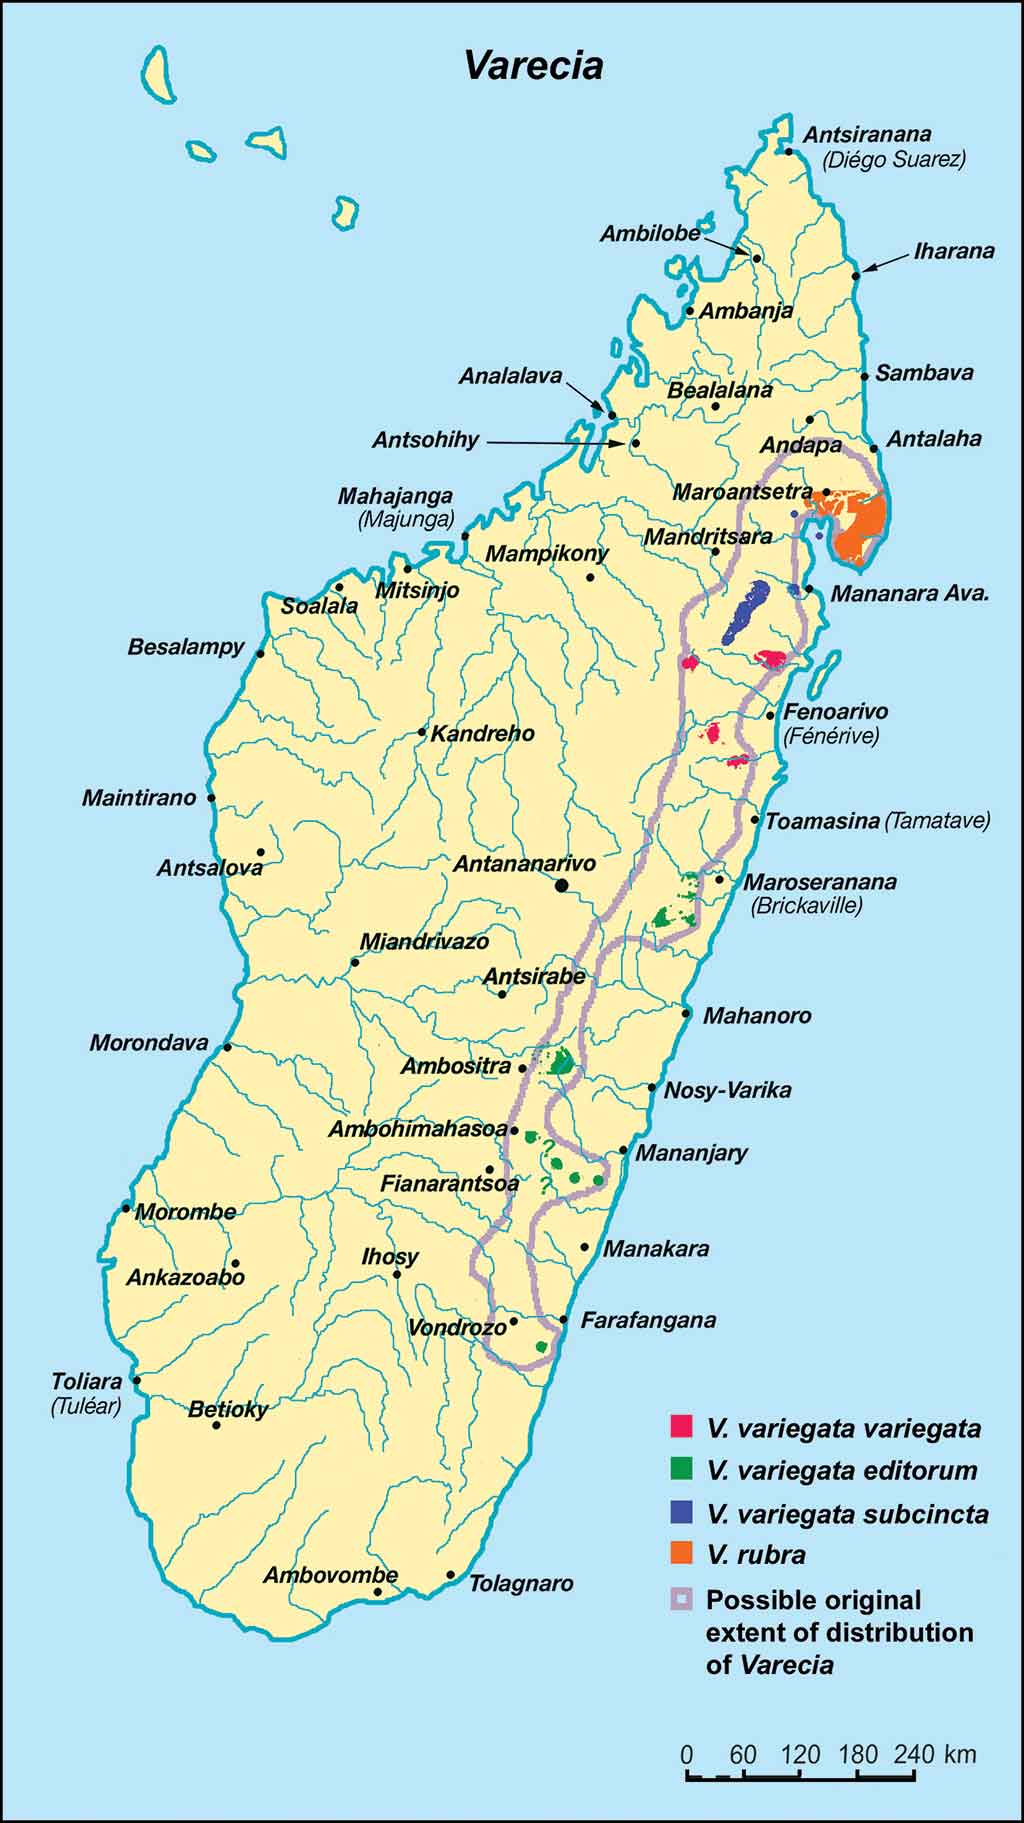 Varecia
Antsiranana
(Diégo Suarez)
Ambilobe
Iharana
Ambanja
Analalava
Sambava
Bealalana
Antsohihy
Andapa
Antalaha
Mahajanga
(Majunga)
Maroantsetra
Mandritsara
Mampikony
Mitsinjo
Soalala
Mananara Ava.
Besalampy
Fenoarivo
(Fénérive)
Kandreho
Maintirano
Toamasina (Tamatave)
Antsalova
Antananarivo
Maroseranana
(Brickaville)
Miandrivazo
Antsirabe
Mahanoro
Morondava
Ambositra
Nosy-Varika
Ambohimahasoa
?
Mananjary
Fianarantsoa
?
Morombe
Manakara
Ihosy
Ankazoabo
Vondrozo
Farafangana
Toliara
(Tuléar)
Betioky
V. variegata variegata
V. variegata editorum
V. variegata subcincta
V. rubra
Ambovombe
Tolagnaro
Possible original
extent of distribution
of Varecia
0 60 120 180 240 km